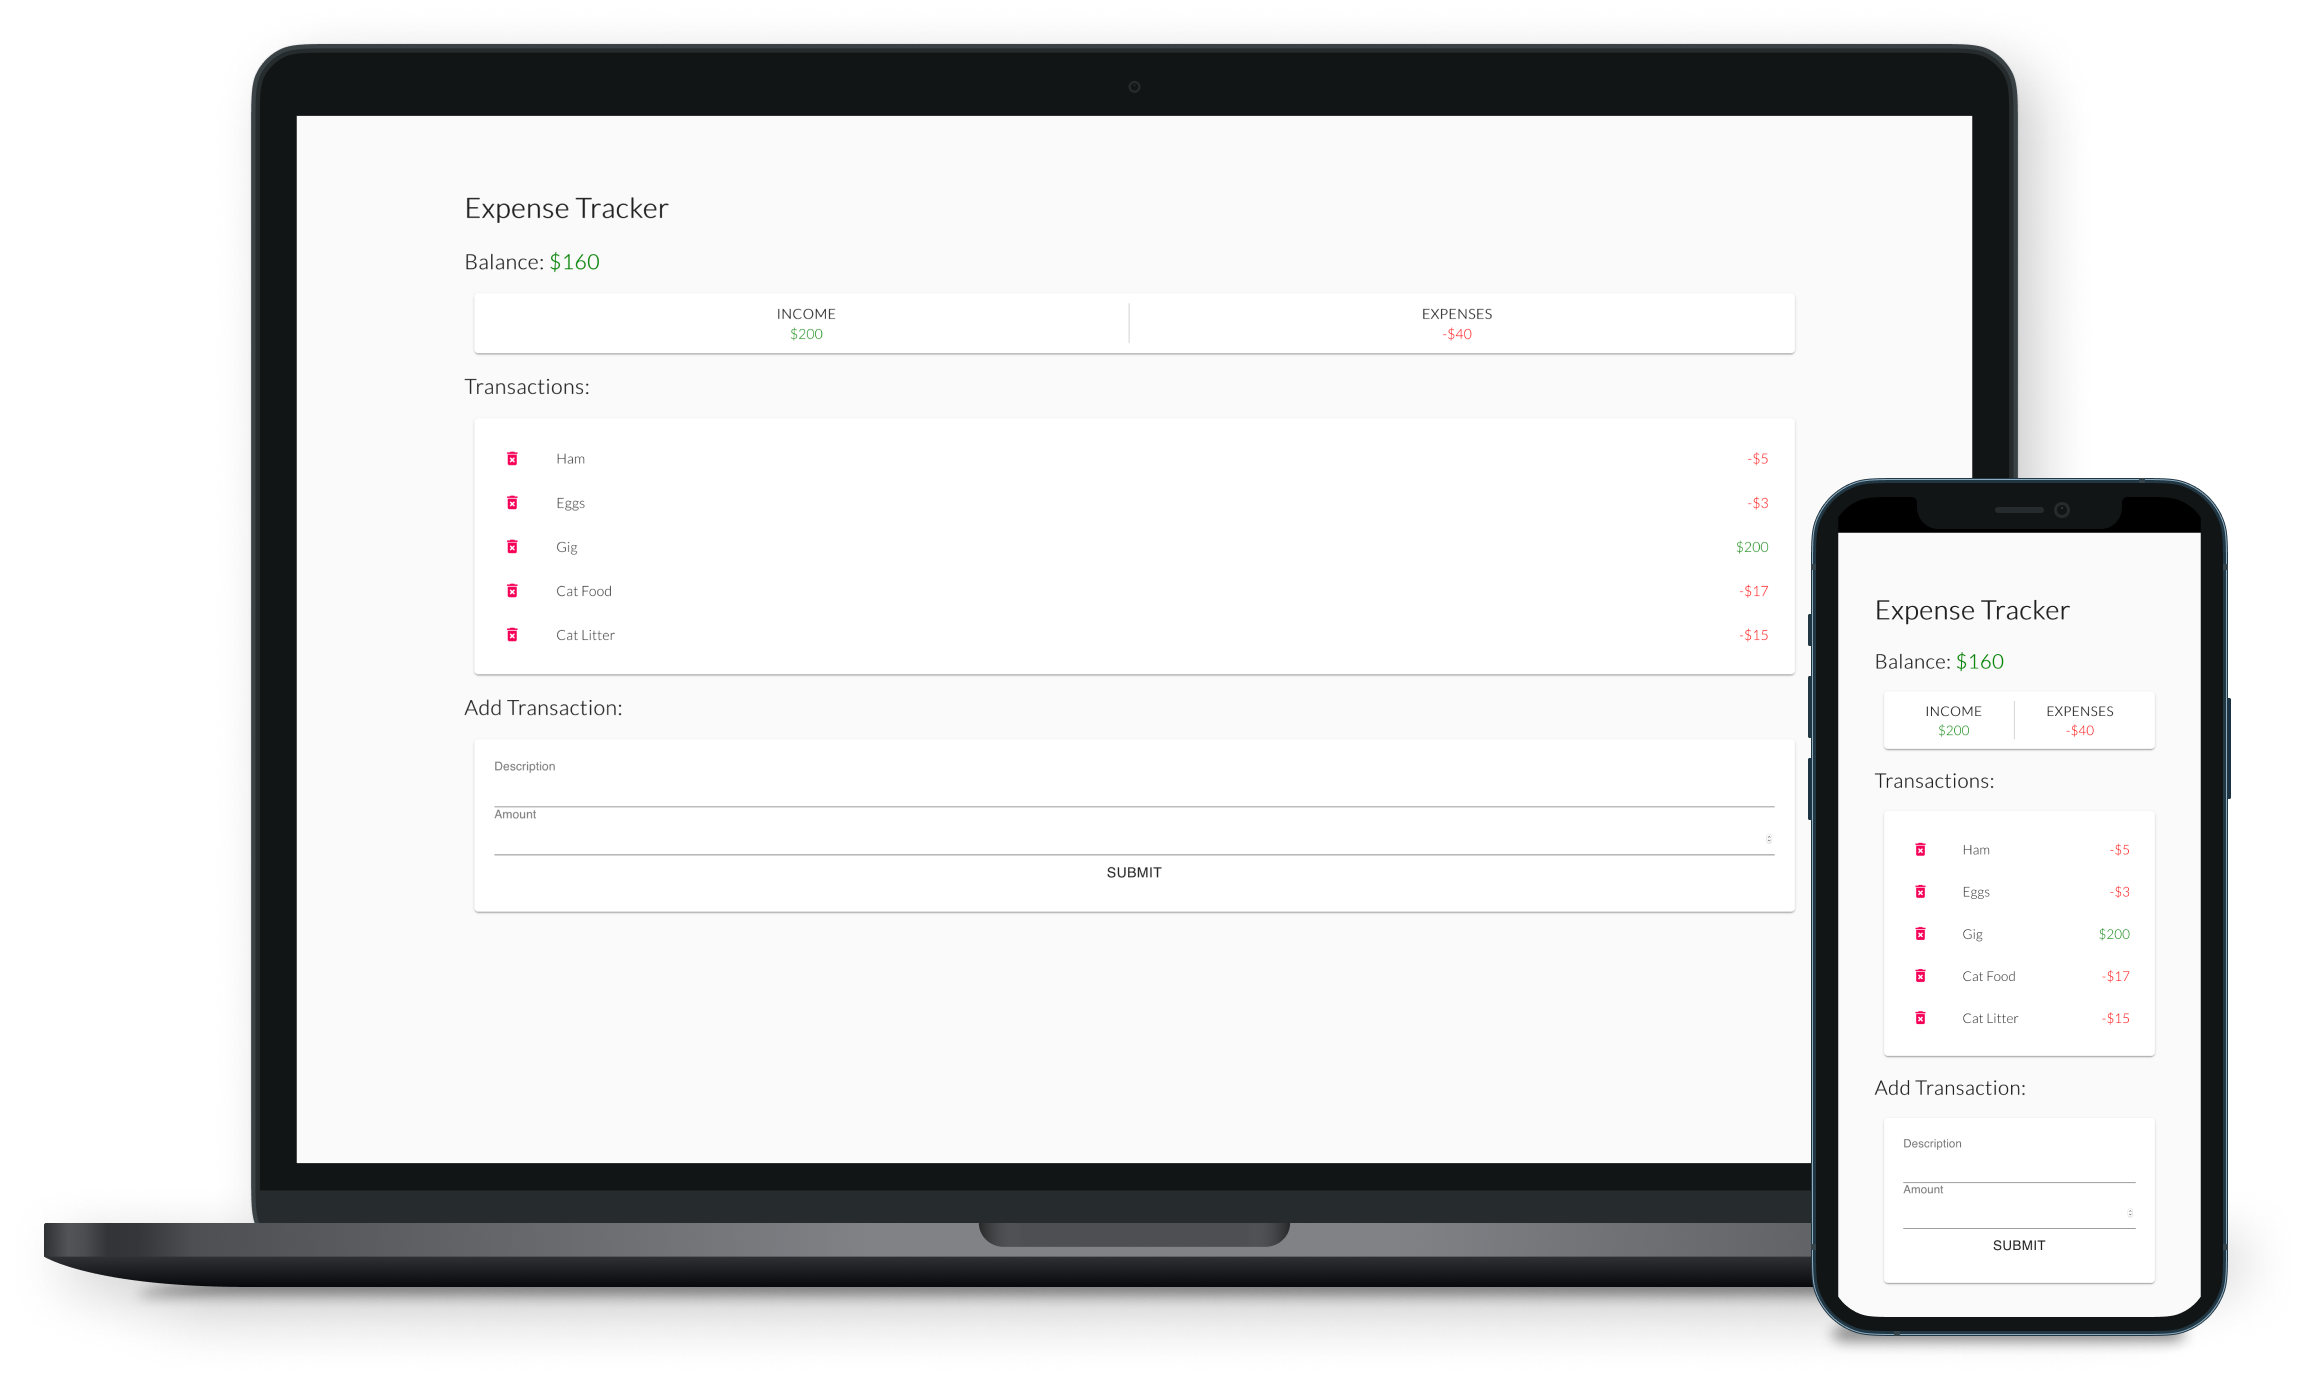 Expense Tracker
Balance: $160
INCOME EXPENSES
$200 -$40
Transactions:
Ham -$5
Eggs -$3
Gig $200
Cat Food -$17
Cat Litter -$15
Add Transaction:
Description
Amount
SUBMIT
Expense Tracker
Balance: $160
INCOME EXPENSES
$200 -$40
Transactions:
Ham -$5
Eggs -$3
Gig $200
Cat Food -$17
Cat Litter -$15
Add Transaction:
Description
Amount
SUBMIT